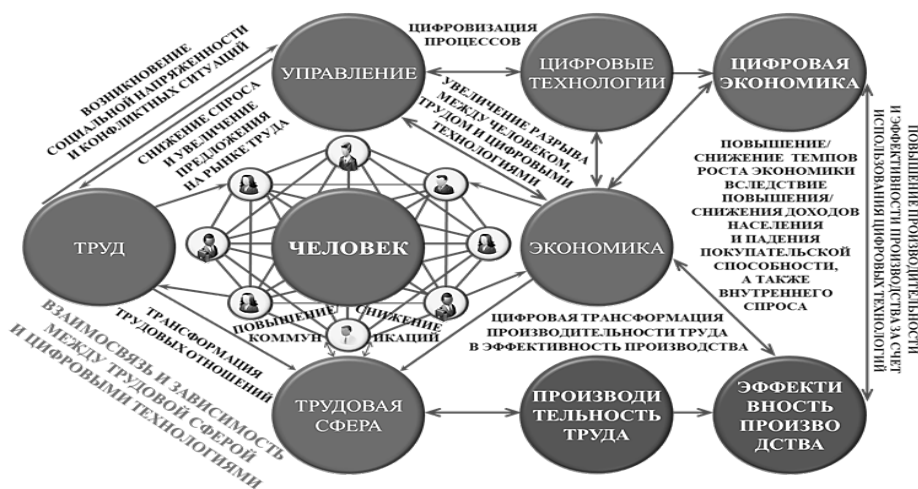 ВОЗНИКНОВЕНИЕ
СОЦИАЛЬНОЙ НАПРЯЖЕННОСТИ
И КОНФЛИКТНЫХ СИТУАЦИЙ
СНИЖЕНИЕ СПРОСА
И УВЕЛИЧЕНИЕ
ПРЕДЛОЖЕНИЯ
НА РЫНКЕ ТРУДА
УПРАВЛЕНИЕ
ЦИФРОВИЗАЦИЯ
ПРОЦЕССОВ
ЦИФРОВЫЕ
ТЕХНОЛОГИИ
ЦИФРОВАЯ
ЭКОНОМИКА
УВЕЛИЧЕНИЕ РАЗРЫВА
МЕЖДУ ЧЕЛОВЕКОМ,
ТРУДОМ И ЦИФРОВЫМИ
ТЕХНОЛОГИЯМИ
ПОВЫШЕНИЕ/
СНИЖЕНИЕ ТЕМПОВ
РОСТА ЭКОНОМИКИ
ВСЛЕДСТВИЕ
ПОВЫШЕНИЯ/
СНИЖЕНИЯ ДОХОДОВ
НАСЕЛЕНИЯ
И ПАДЕНИЯ
ПОКУПАТЕЛЬСКОЙ
СПОСОБНОСТИ,
А ТАКЖЕ
ВНУТРЕННЕГО
СПРОСА
ПОВЫШЕНИЕ ПРОИЗВОДИТЕЛЬНОСТИ
И ЭФФЕКТИВНОСТИ ПРОИЗВОДСТВА ЗА СЧЕТ
ИСПОЛЬЗОВАНИЯ ЦИФРОВЫХ ТЕХНОЛОГИЙ
ТРУД
ЧЕЛОВЕК
ЭКОНОМИКА
ПОВЫШЕНИЕ СНИЖЕНИЕ
КОММУН ИКАЦИЙ
ЦИФРОВАЯ ТРАНСФОРМАЦИЯ
ПРОИЗВОДИТЕЛЬНОСТИ ТРУДА
В ЭФФЕКТИВНОСТЬ ПРОИЗВОДСТВА
ТРАНСФОРМАЦИЯ
ТРУДОВЫХ ОТНОШЕНИЙ
ВЗАИМОСВЯЗЬ И ЗАВИСИМОСТЬ
МЕЖДУ ТРУДОВОЙ СФЕРОЙ
И ЦИФРОВЫМИ ТЕХНОЛОГИЯМИ
ТРУДОВАЯ
СФЕРА
ПРОИЗВОДИ
ТЕЛЬНОСТЬ
ТРУДА
ЭФФЕКТИ
ВНОСТЬ
ПРОИЗВО
ДСТВА